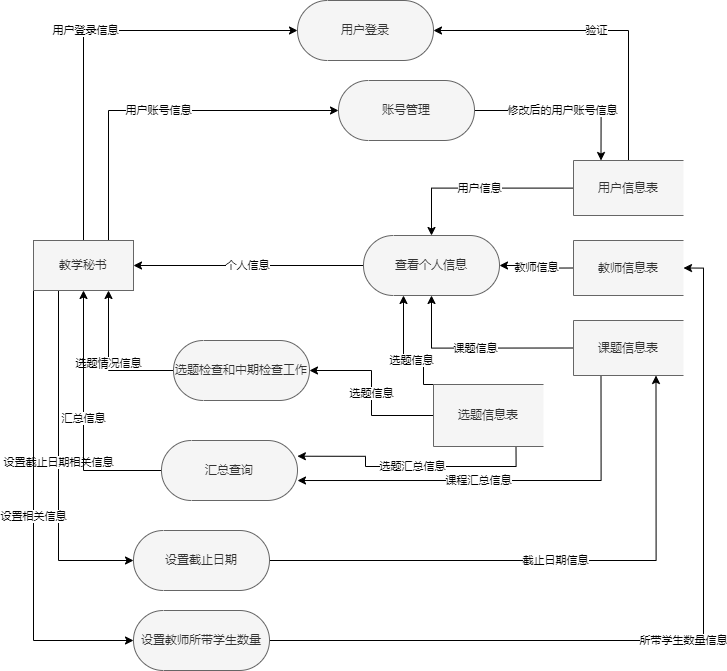 用户登录信息
用户登录
验证
用户账号信息
账号管理
修改后的用户账号信息
用户信息
用户信息表
教学秘书
个人信息
查看个人信息
教师信息
教师信息表
课题信息
课题信息表
选题信息
选题情况信息
选题检查和中期检查工作
选题信息
选题信息表
汇总信息
设置截止日期相关信息
汇总查询
选题汇总信息
课程汇总信息
设置相关信息
设置截止日期
截止日期信息
设置教师所带学生数量
所带学生数量信息